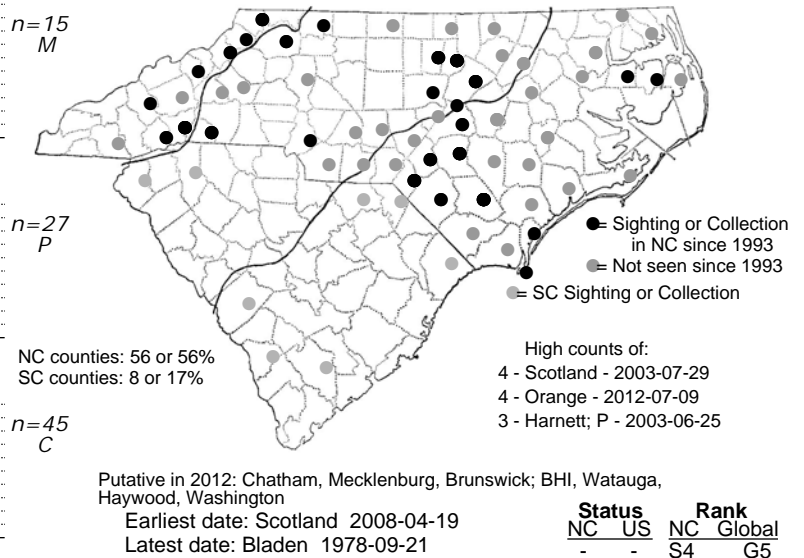 n=15
M
n=27
P
n=45
C
= Sighting or Collection
in NC since 1993
= Not seen since 1993
= SC Sighting or Collection
NC counties: 56 or 56%
SC counties: 8 or 17%
High counts of:
4 - Scotland - 2003-07-29
4 - Orange - 2012-07-09
3 - Harnett; P - 2003-06-25
Putative in 2012: Chatham, Mecklenburg, Brunswick; BHI, Watauga,
Haywood, Washington
Earliest date: Scotland 2008-04-19
Latest date: Bladen 1978-09-21
Status Rank
NC US NC Global
- - S4 G5